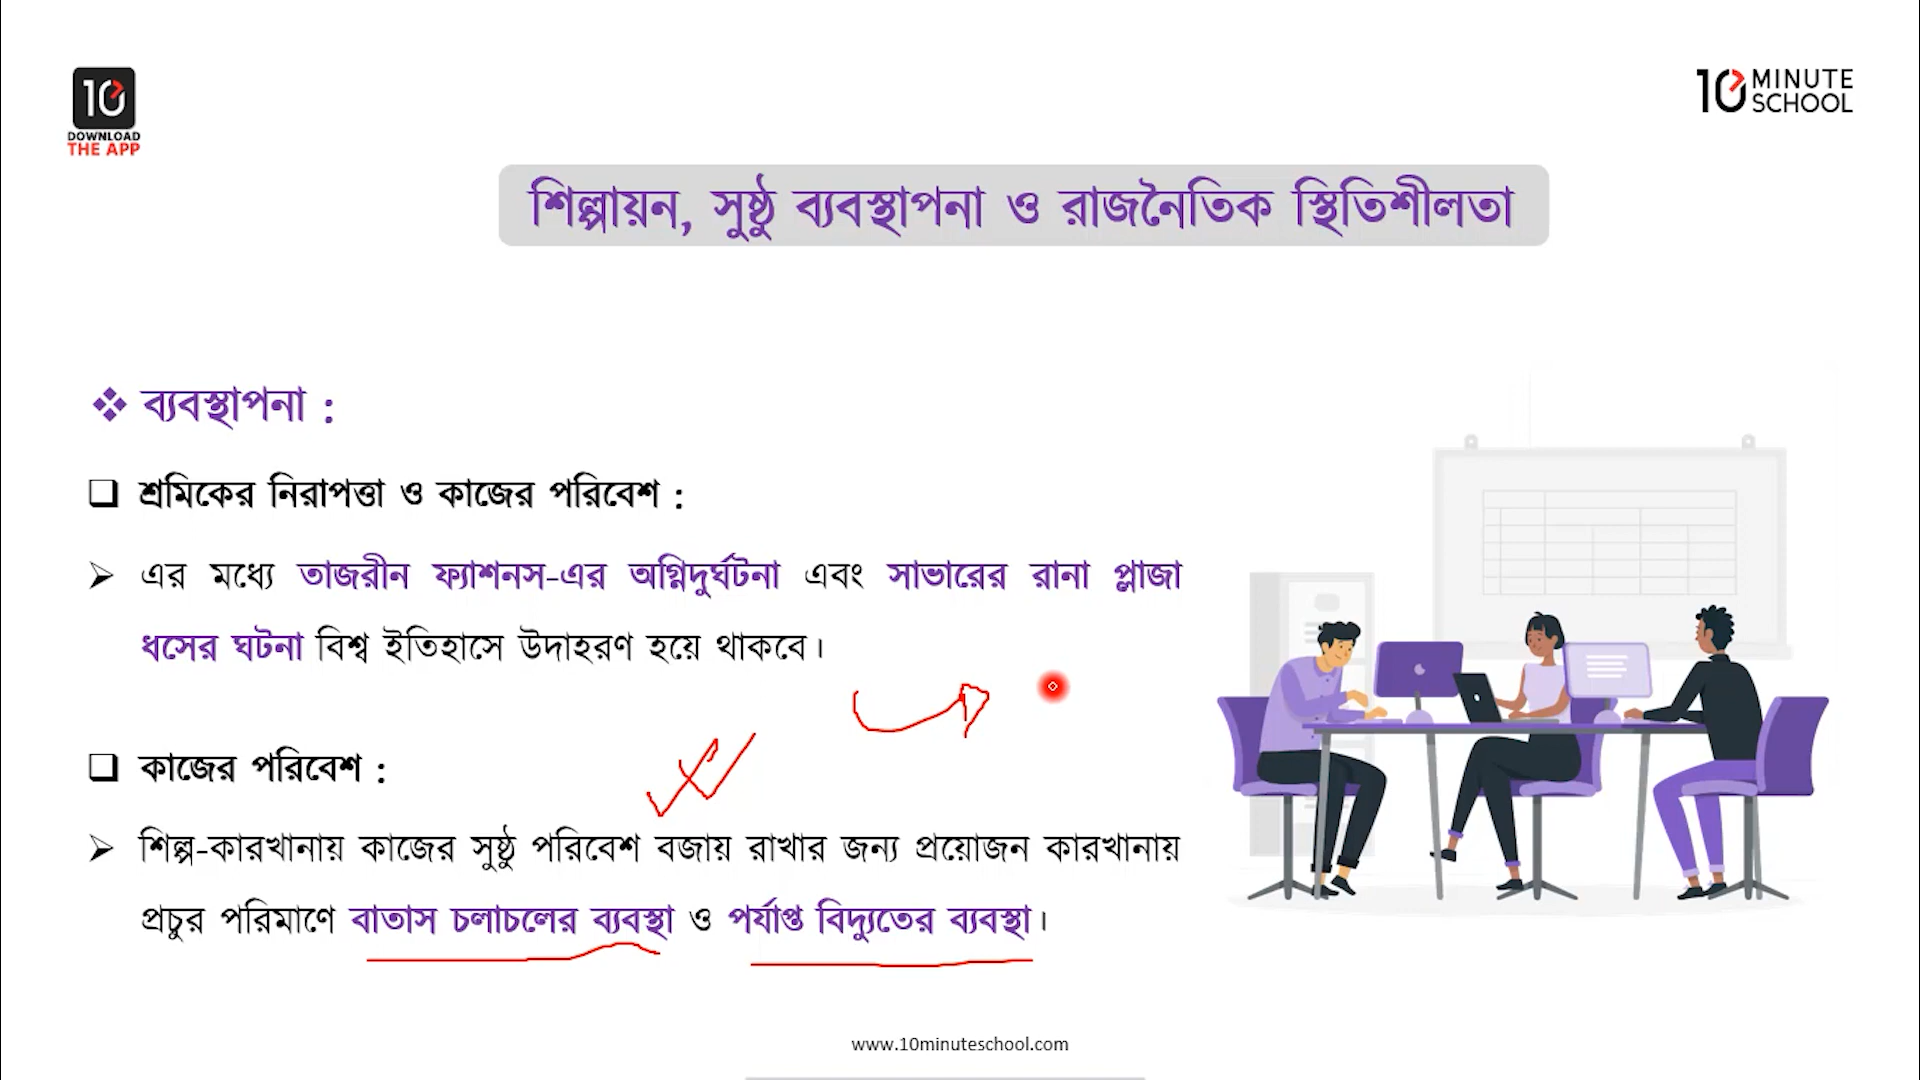 10
DOWNLOAD
THE APP
10 MINUTE
SCHOOL
শিল্পায়ন, সুষ্ঠু ব্যবস্থাপনা ও রাজনৈতিক স্থিতিশীলতা
❖ ব্যবস্থাপনা :
❑ শ্রমিকের নিরাপত্তা ও কাজের পরিবেশ :
➢ এর মধ্যে তাজরীন ফ্যাশনস-এর অগ্নিদুর্ঘটনা এবং সাভারের রানা প্লাজা
ধসের ঘটনা বিশ্ব ইতিহাসে উদাহরণ হয়ে থাকবে।
❑ কাজের পরিবেশ :
➢ শিল্প-কারখানায় কাজের সুষ্ঠু পরিবেশ বজায় রাখার জন্য প্রয়োজন কারখানায়
প্রচুর পরিমাণে বাতাস চলাচলের ব্যবস্থা ও পর্যাপ্ত বিদ্যুতের ব্যবস্থা।
www.10minuteschool.com